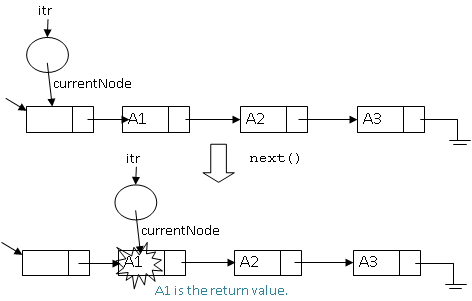 itr
currentNode
A1 A2 A3
next()
itr
currentNode
A1 A2 A3
A1 is the return value.